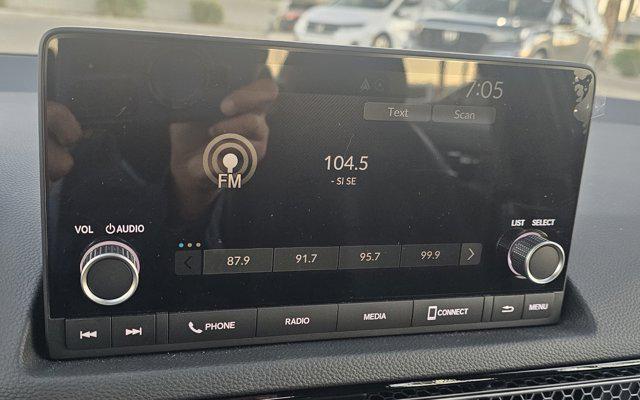 7:05
Text Scan
FM
104.5
- SI SE
VOL AUDIO
LIST SELECT
87.9 91.7 95.7 99.9
PHONE RADIO MEDIA CONNECT MENU